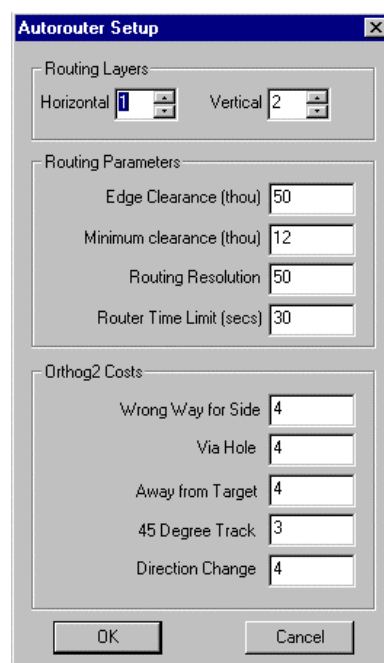 Autorouter Setup
Routing Layers
Horizontal 1 Vertical 2
Routing Parameters
Edge Clearance (thou) 50
Minimum clearance (thou) 12
Routing Resolution 50
Router Time Limit (secs) 30
Orthog2 Costs
Wrong Way for Side 4
Via Hole 4
Away from Target 4
45 Degree Track 3
Direction Change 4
OK Cancel